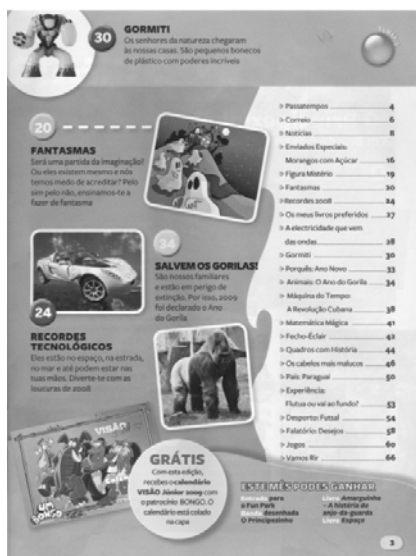 30
GORMITI
Os senhores da natureza chegaram
às nossas casas. São pequenos bonecos
de plástico com poderes incríveis
20
FANTASMAS
Será uma partida da imaginação?
Ou eles existem mesmo e nós
temos medo de acreditar? Pelo
sim pelo não, ensinamos-te a
fazer de fantasma
34
SALVEM OS GORILAS!
São nossos familiares
e estão em perigo de
extinção. Por isso, 2009
foi declarado o Ano
do Gorila
24
RECORDES
TECNOLÓGICOS
Eles estão no espaço, na estrada,
no mar e até podem estar nas
tuas mãos. Diverte-te com as
loucuras de 2008
VISÃO
UM
BONGO
GRÁTIS
Com esta edição,
recebes o calendário
VISÃO Júnior 2009 com
o patrocínio BONGO. O
calendário está colado
na capa
> Passatempos 4
> Correio 6
> Notícias 8
> Enviados Especiais:
Morangos com Açúcar 16
> Figura Mistério 19
> Fantasmas 20
> Recordes 2008 24
> Os meus livros preferidos 27
> A electricidade que vem
das ondas 28
> Gormiti 30
> Porquês: Ano Novo 33
> Animais: O Ano do Gorila 34
> Máquina do Tempo:
A Revolução Cubana 38
> Matemática Mágica 41
> Fecho-Éclair 42
> Quadros com História 44
> Os cabelos mais malucos 46
> País: Paraguai 50
> Experiência:
Flutua ou vai ao fundo? 53
> Desporto: Futsal 54
> Falatório: Desejos 58
> Jogos 60
> Vamos Rir 66
ESTE MÊS PODES GANHAR
Entrada para
a Fun Park
Banda desenhada
O Principezinho
Livro Amarguinho
– A história do
anjo-da-guarda
Livro Espaço
3